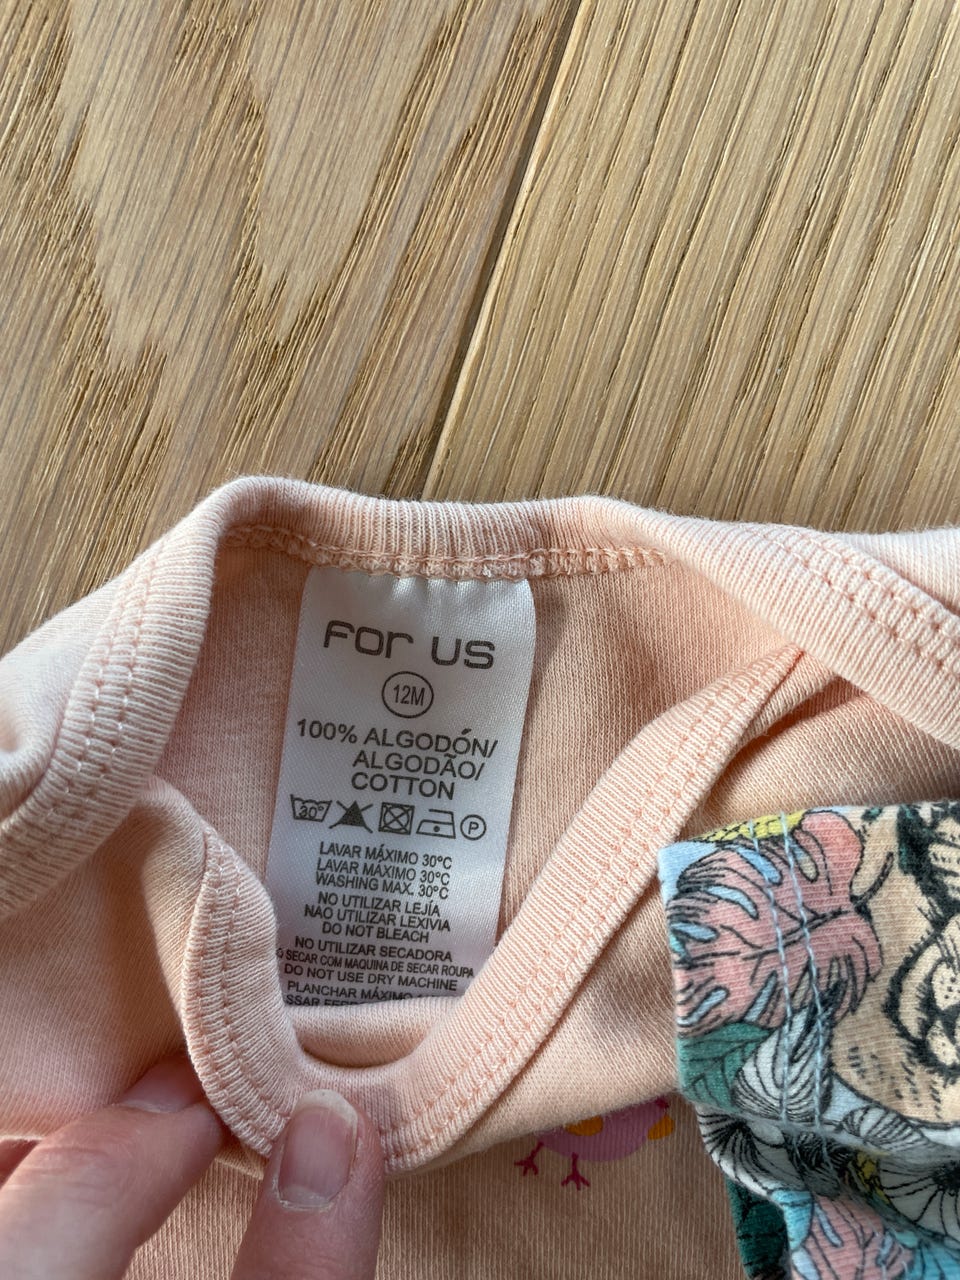 For US
12M
100% ALGODÓN/
ALGODÃO/
COTTON
30° P
LAVAR MÁXIMO 30°C
LAVAR MÁXIMO 30°C
WASHING MAX. 30°C
NO UTILIZAR LEJÍA
NAO UTILIZAR LEXIVIA
DO NOT BLEACH
NO UTILIZAR SECADORA
SECAR COM MAQUINA DE SECAR ROUPA
DO NOT USE DRY MACHINE
PLANCHAR MÁXIMO